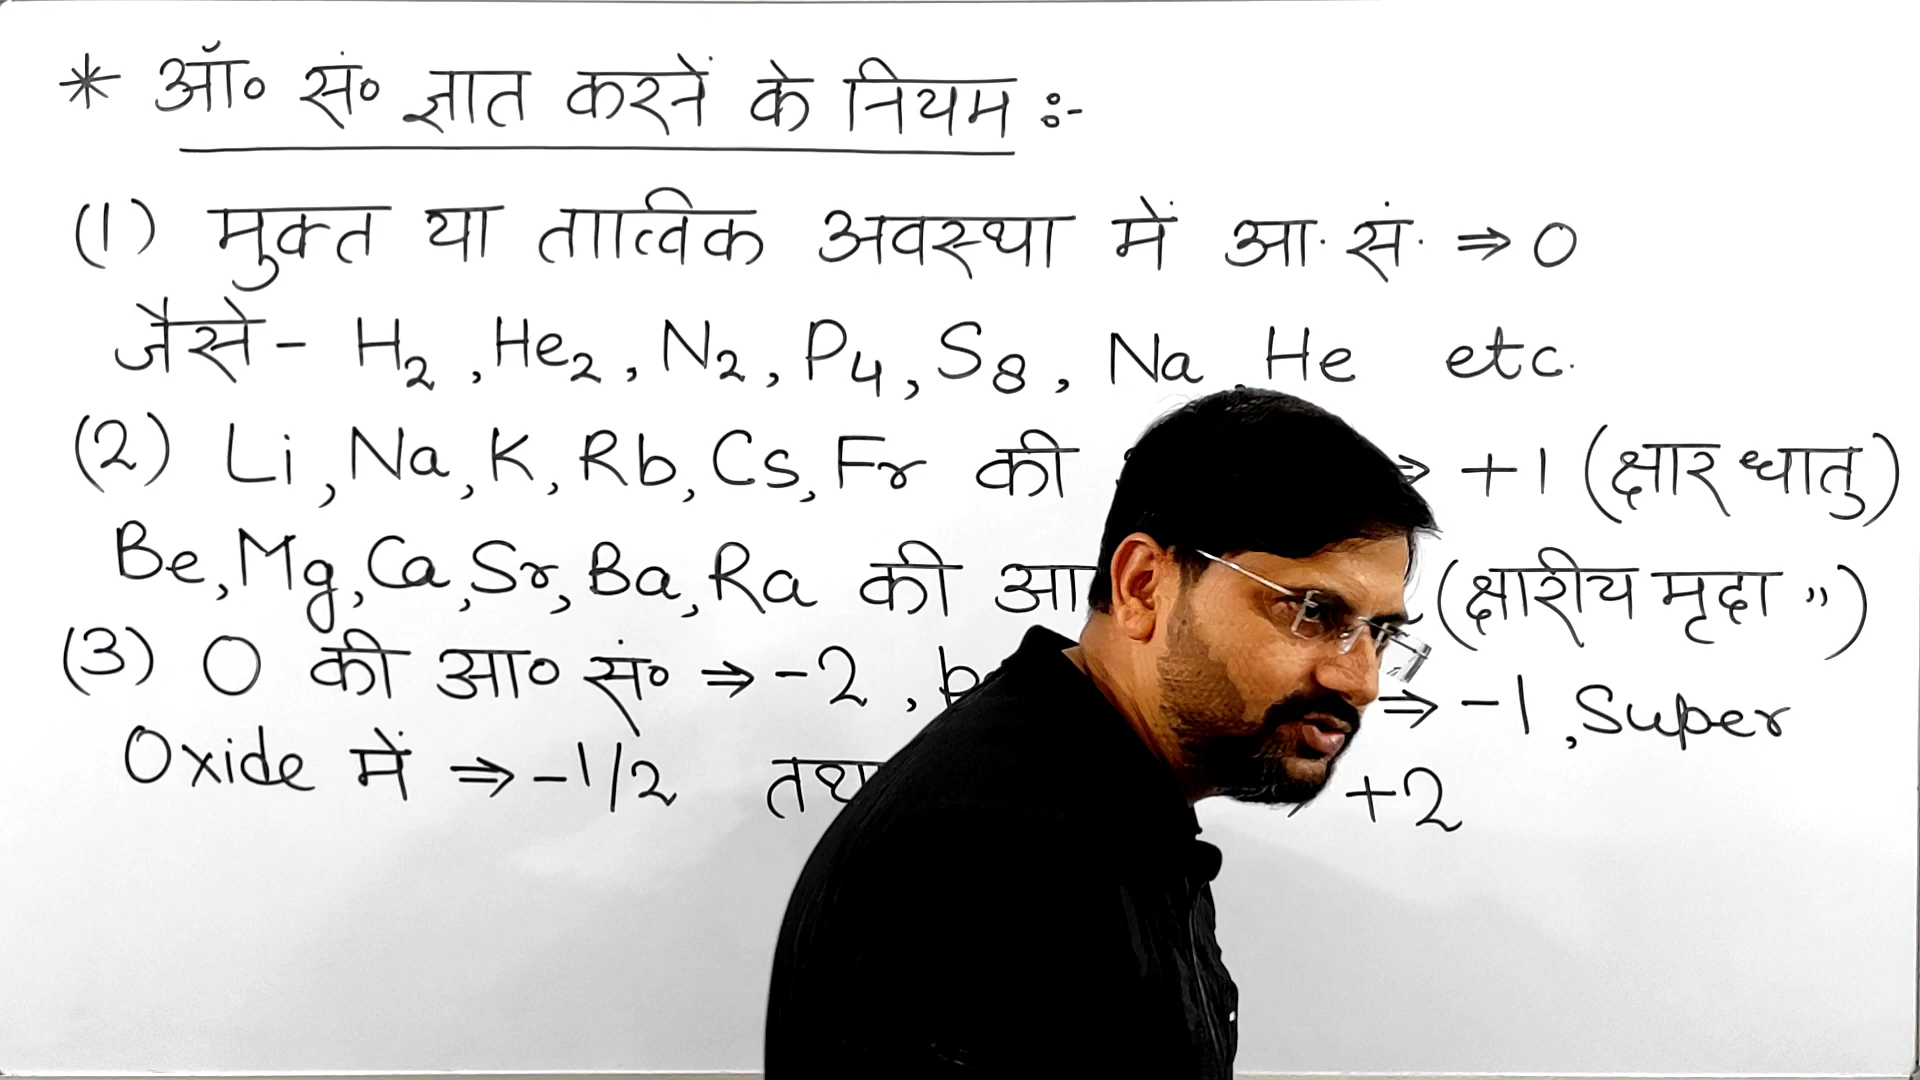 * ऑ० सं० ज्ञात करनें के नियम :-
(1) मुक्त या तात्विक अवस्था में आ. सं. ⇒ 0
जैसे - H₂, He₂, N₂, P₄, S₈, Na, He etc.
(2) Li, Na, K, Rb, Cs, Fr की ⇒ +1 (क्षार धातु)
Be, Mg, Ca, Sr, Ba, Ra की आ (क्षारीय मृदा ")
(3) O की आ० सं० ⇒ -2, ⇒ -1, Super
Oxide में ⇒ -1/2 +2